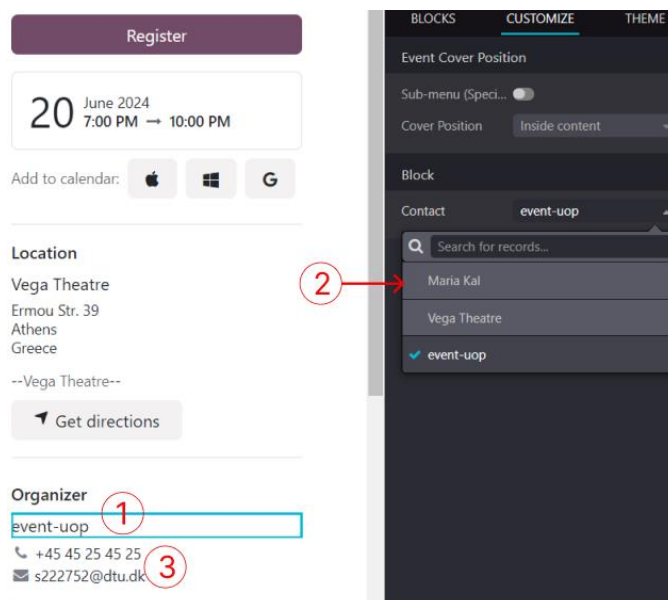 Register
20 June 2024
7:00 PM → 10:00 PM
Add to calendar:
G
Location
Vega Theatre
Ermou Str. 39
Athens
Greece
--Vega Theatre--
Get directions
Organizer
1
event-uop
+45 45 25 45 25
3
s222752@dtu.dk
BLOCKS CUSTOMIZE THEME
Event Cover Position
Sub-menu (Speci...
Cover Position Inside content
Block
Contact event-uop
Search for records...
2
Maria Kal
Vega Theatre
event-uop